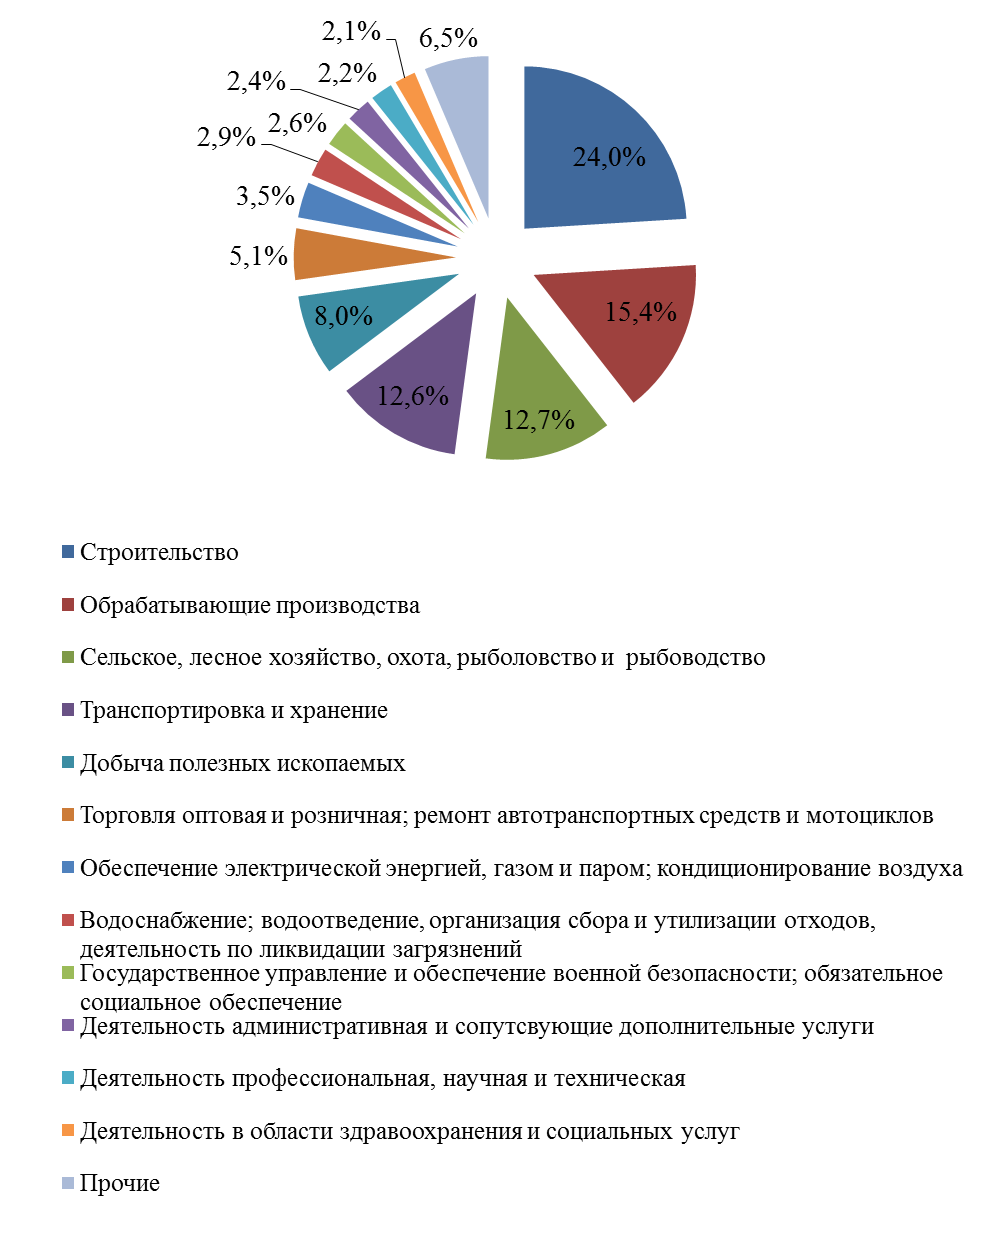 2,1%
6,5%
2,4%
2,2%
2,9%
2,6%
24,0%
3,5%
5,1%
8,0%
15,4%
12,6%
12,7%
Строительство
Обрабатывающие производства
Сельское, лесное хозяйство, охота, рыболовство и рыбоводство
Транспортировка и хранение
Добыча полезных ископаемых
Торговля оптовая и розничная; ремонт автотранспортных средств и мотоциклов
Обеспечение электрической энергией, газом и паром; кондиционирование воздуха
Водоснабжение; водоотведение, организация сбора и утилизации отходов,
деятельность по ликвидации загрязнений
Государственное управление и обеспечение военной безопасности; обязательное
социальное обеспечение
Деятельность административная и сопутсвующие дополнительные услуги
Деятельность профессиональная, научная и техническая
Деятельность в области здравоохранения и социальных услуг
Прочие